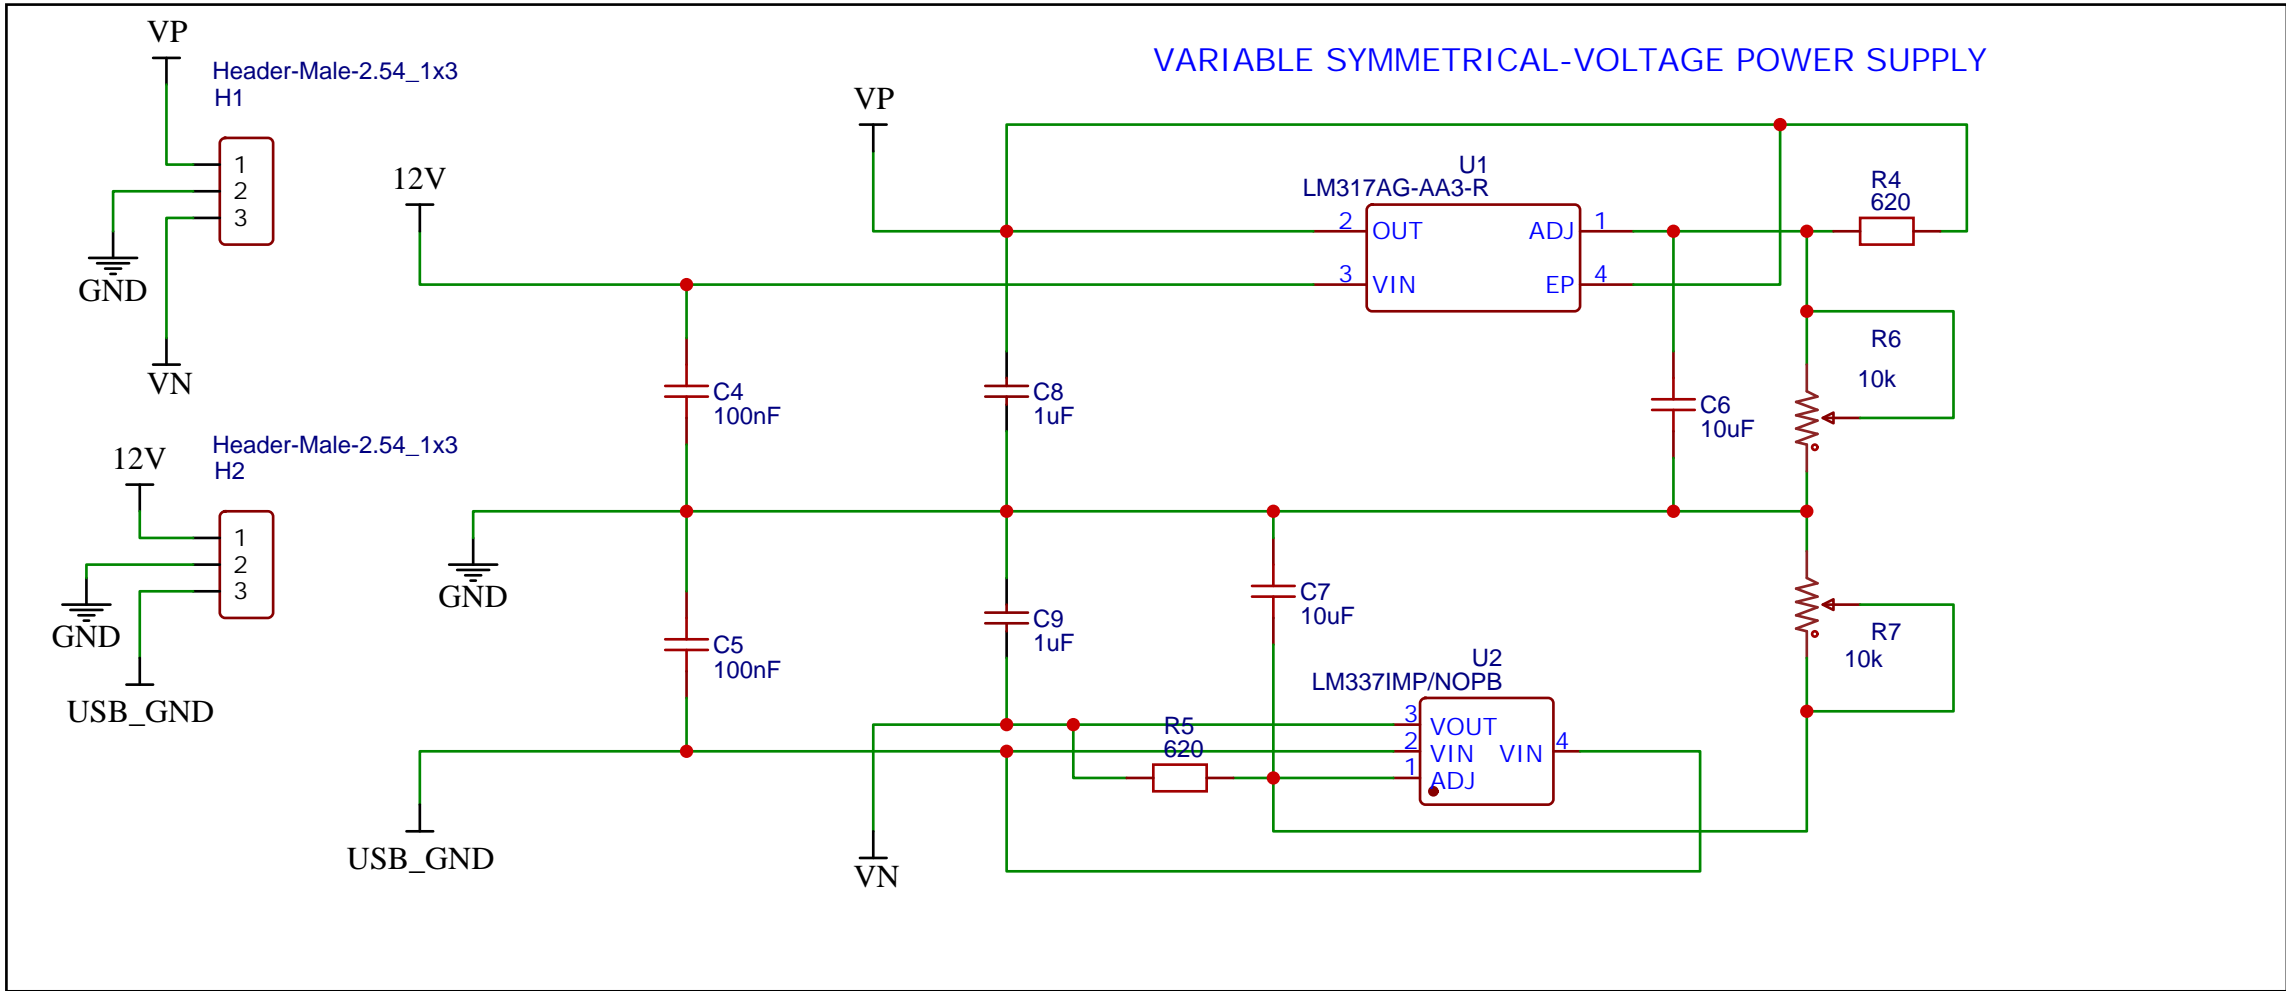 VARIABLE SYMMETRICAL-VOLTAGE POWER SUPPLY
VP
Header-Male-2.54_1x3
H1
1
2
3
GND
VN
Header-Male-2.54_1x3
H2
12V
1
2
3
GND
USB_GND
12V
VP
U1
LM317AG-AA3-R
2
OUT
ADJ
1
3
VIN
EP
4
R4
620
R6
10k
C4
100nF
C8
1uF
C6
10uF
GND
C5
100nF
C9
1uF
C7
10uF
R7
10k
U2
LM337IMP/NOPB
R5
620
3
VOUT
2
VIN
VIN
4
1
ADJ
USB_GND
VN